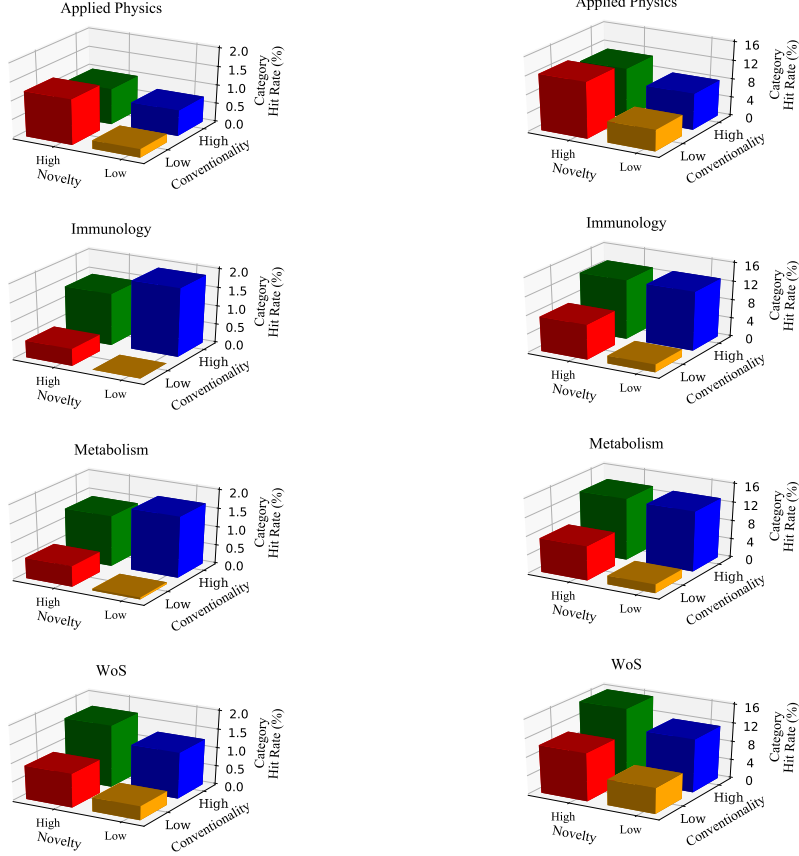 Applied Physics
2.0
1.5
1.0
0.5
0.0
Category
Hit Rate (%)
High
Low
Novelty
Low
High
Conventionality
Applied Physics
16
12
8
4
0
Category
Hit Rate (%)
High
Low
Novelty
Low
High
Conventionality
Immunology
2.0
1.5
1.0
0.5
0.0
Category
Hit Rate (%)
High
Low
Novelty
Low
High
Conventionality
Immunology
16
12
8
4
0
Category
Hit Rate (%)
High
Low
Novelty
Low
High
Conventionality
Metabolism
2.0
1.5
1.0
0.5
0.0
Category
Hit Rate (%)
High
Low
Novelty
Low
High
Conventionality
Metabolism
16
12
8
4
0
Category
Hit Rate (%)
High
Low
Novelty
Low
High
Conventionality
WoS
2.0
1.5
1.0
0.5
0.0
Category
Hit Rate (%)
High
Low
Novelty
Low
High
Conventionality
WoS
16
12
8
4
0
Category
Hit Rate (%)
High
Low
Novelty
Low
High
Conventionality